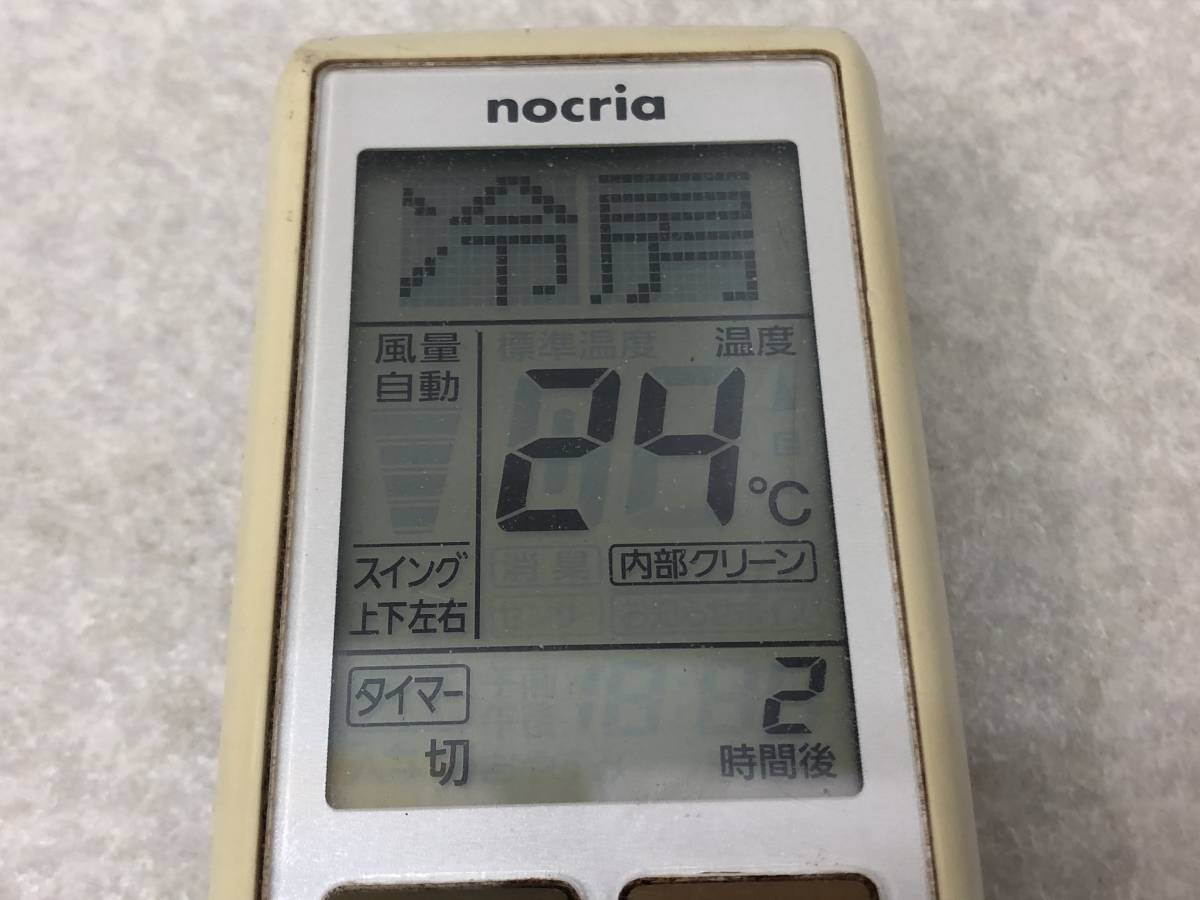 nocria
冷房
風量
自動
標準温度
温度
24℃
消臭
内部クリーン
スイング
上下左右
タイマー
切
2
時間後